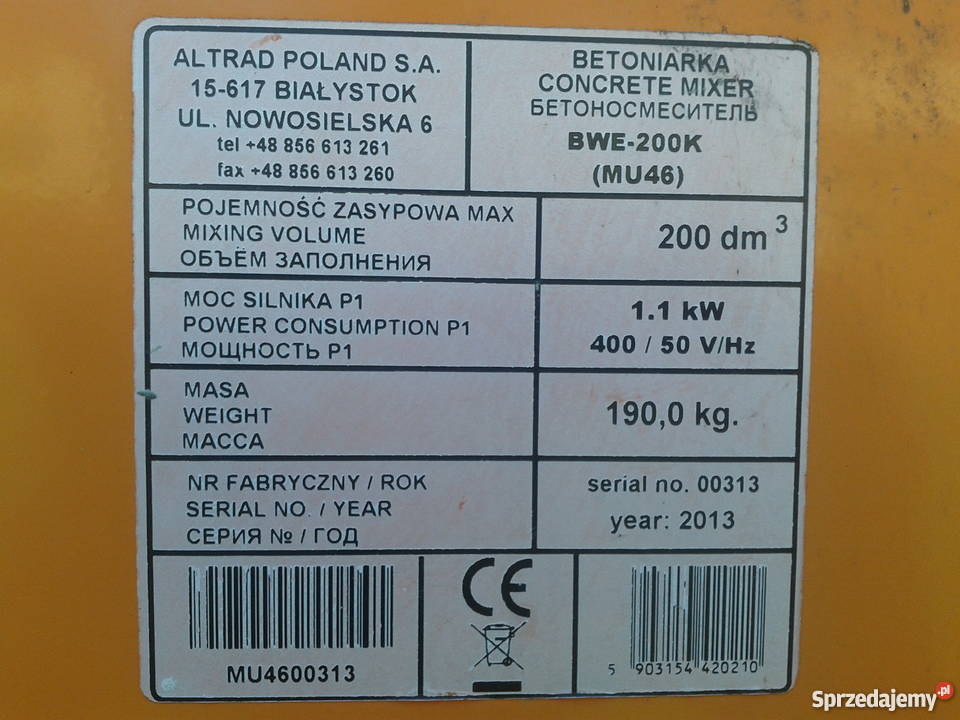 ALTRAD POLAND S.A.
15-617 BIAŁYSTOK
UL. NOWOSIELSKA 6
tel +48 856 613 261
fax +48 856 613 260
BETONIARKA
CONCRETE MIXER
БЕТОНОСМЕСИТЕЛЬ
BWE-200K
(MU46)
POJEMNOŚĆ ZASYPOWA MAX
MIXING VOLUME
ОБЪЁМ ЗАПОЛНЕНИЯ
200 dm³
MOC SILNIKA P1
POWER CONSUMPTION P1
МОЩНОСТЬ P1
1.1 kW
400 / 50 V/Hz
MASA
WEIGHT
МАССА
190,0 kg.
NR FABRYCZNY / ROK
SERIAL NO. / YEAR
СЕРИЯ № / ГОД
serial no. 00313
year: 2013
MU4600313
CE
5 903154 420210
Sprzedajemy.pl